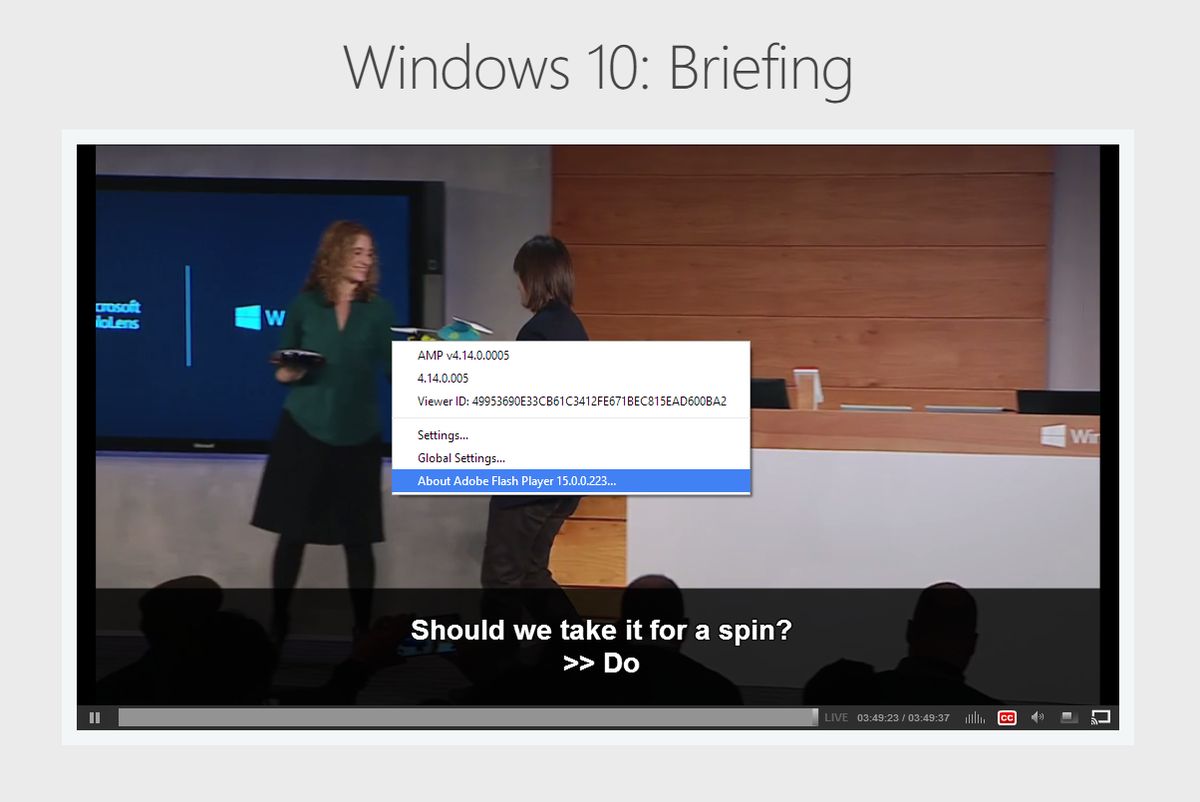 Windows 10: Briefing
crosoft
loLens
W
AMP v4.14.0.0005
4.14.0.005
Viewer ID: 49953690E33CB61C3412FE671BEC815EAD600BA2
Settings...
Global Settings...
About Adobe Flash Player 15.0.0.223...
Win
Should we take it for a spin?
>> Do
LIVE 03:49:23 / 03:49:37
CC